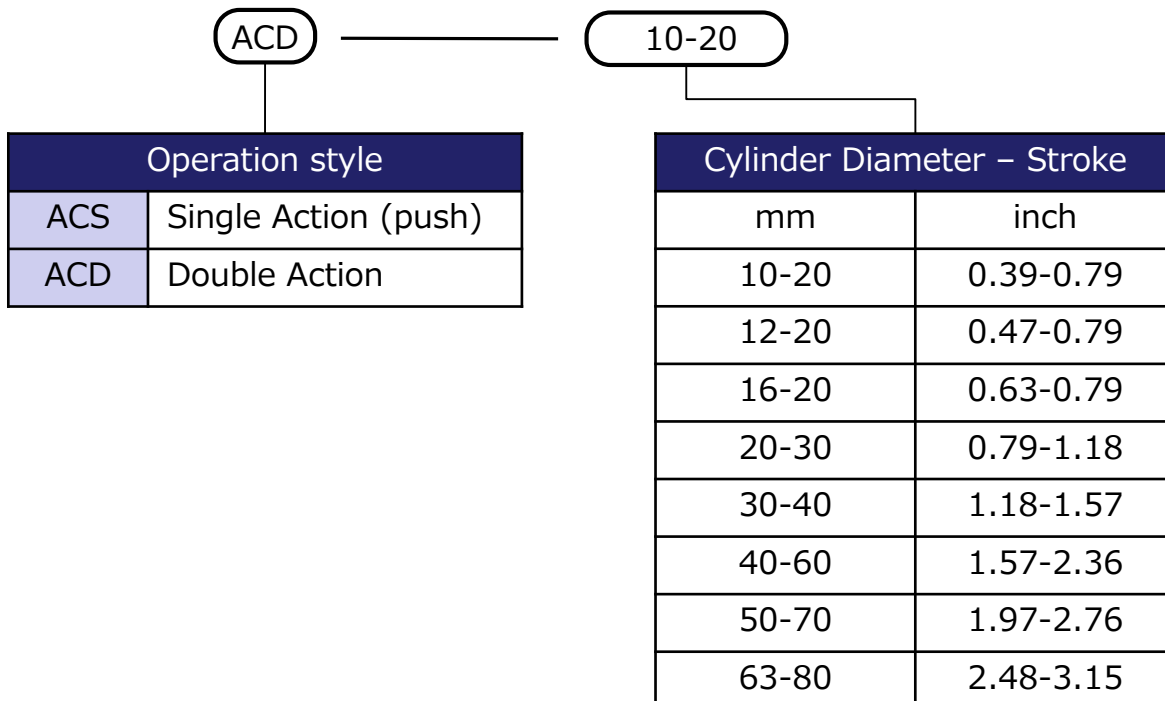 ACD 10-20
Operation style
ACS Single Action (push)
ACD Double Action
Cylinder Diameter – Stroke
mm inch
10-20 0.39-0.79
12-20 0.47-0.79
16-20 0.63-0.79
20-30 0.79-1.18
30-40 1.18-1.57
40-60 1.57-2.36
50-70 1.97-2.76
63-80 2.48-3.15